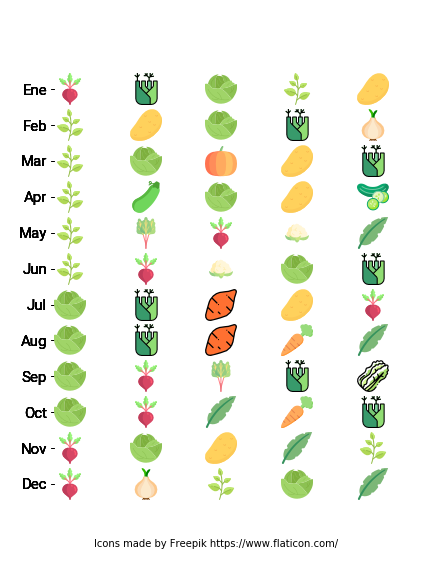 Ene
Feb
Mar
Apr
May
Jun
Jul
Aug
Sep
Oct
Nov
Dec
Icons made by Freepik https://www.flaticon.com/